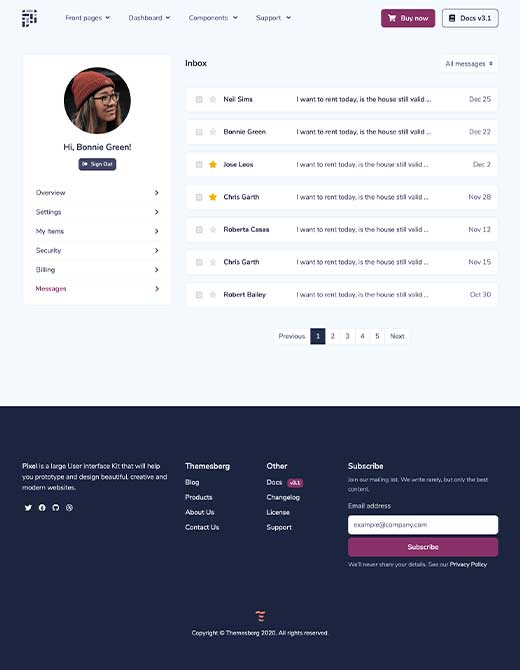 Front pages
Dashboard
Components
Support
Buy now
Docs v3.1
Hi, Bonnie Green!
Sign Out
Overview
Settings
My Items
Security
Billing
Messages
Inbox
All messages
Neil Sims I want to rent today, is the house still valid ... Dec 25
Bonnie Green I want to rent today, is the house still valid ... Dec 22
Jose Leos I want to rent today, is the house still valid ... Dec 2
Chris Garth I want to rent today, is the house still valid ... Nov 28
Roberta Casas I want to rent today, is the house still valid ... Nov 12
Chris Garth I want to rent today, is the house still valid ... Nov 15
Robert Bailey I want to rent today, is the house still valid ... Oct 30
Previous 1 2 3 4 5 Next
Pixel is a large User Interface Kit that will help
you prototype and design beautiful, creative and
modern websites.
Themesberg
Blog
Products
About Us
Contact Us
Other
Docs v3.1
Changelog
License
Support
Subscribe
Join our mailing list. We write rarely, but only the best
content.
Email address
example@company.com
Subscribe
We'll never share your details. See our Privacy Policy
Copyright © Themesberg 2020. All rights reserved.